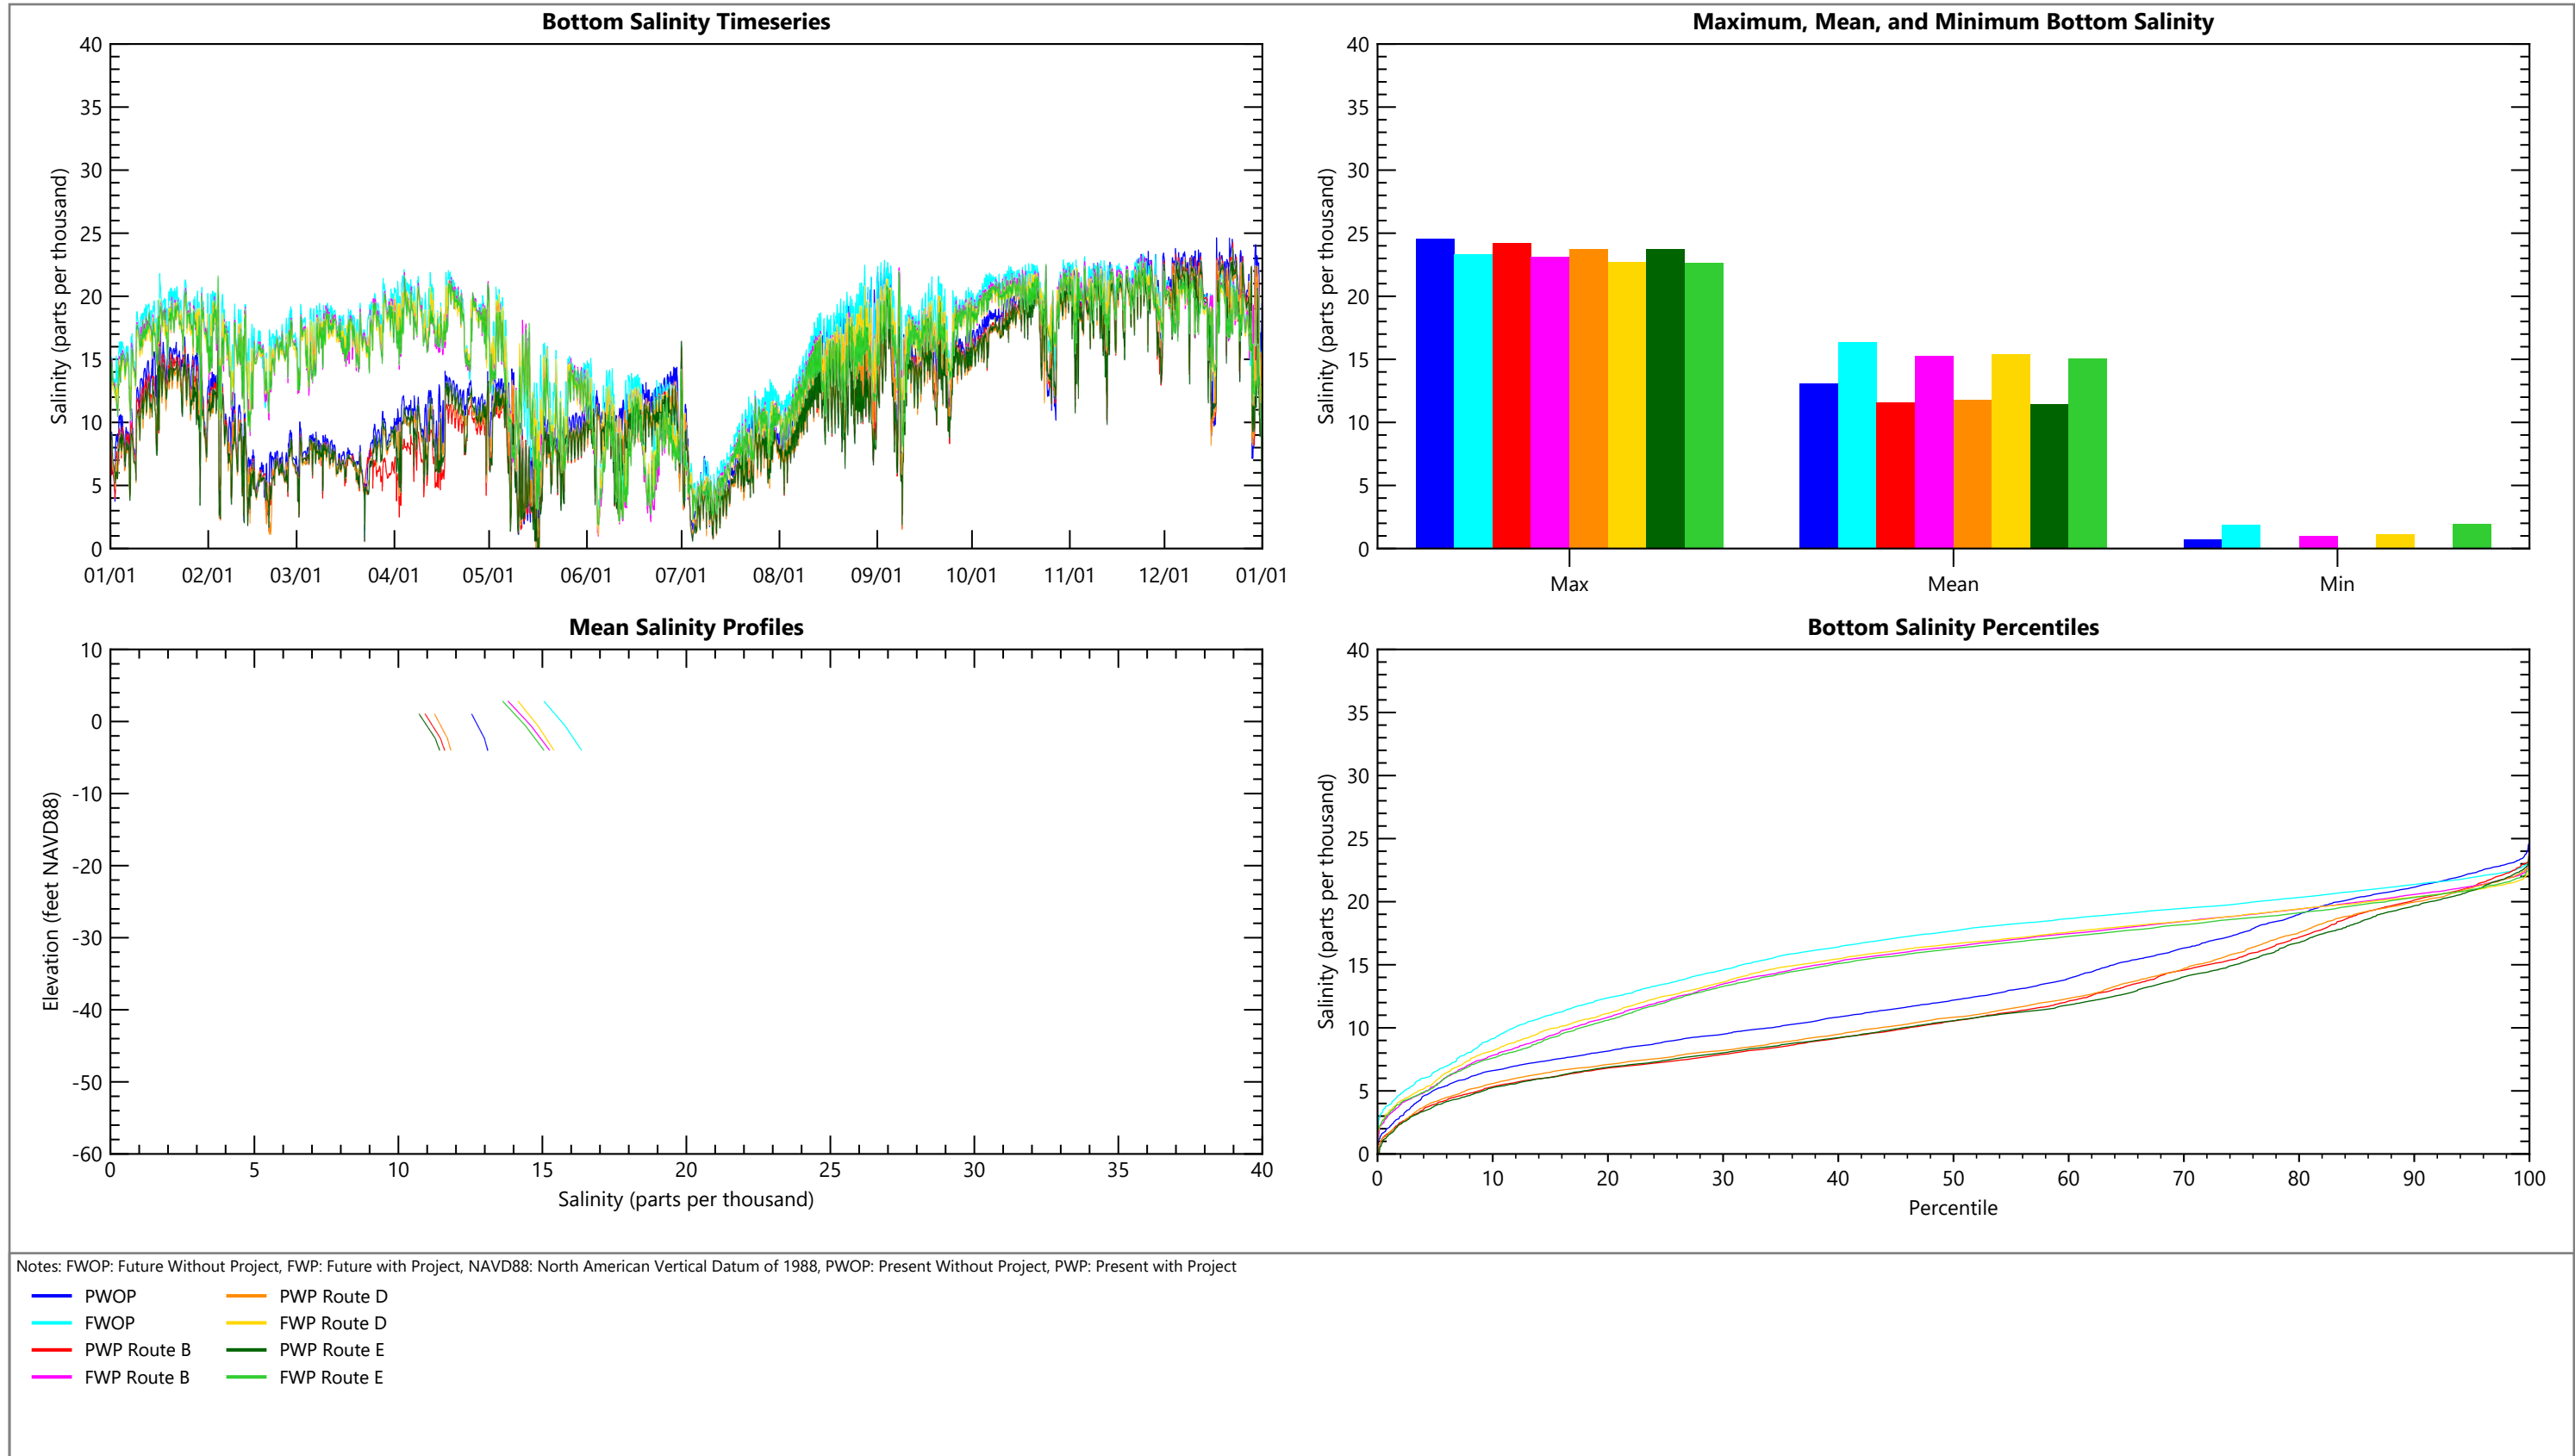 Bottom Salinity Timeseries
Salinity (parts per thousand)
40
35
30
25
20
15
10
5
0
01/01 02/01 03/01 04/01 05/01 06/01 07/01 08/01 09/01 10/01 11/01 12/01 01/01
Maximum, Mean, and Minimum Bottom Salinity
Salinity (parts per thousand)
40
35
30
25
20
15
10
5
0
Max Mean Min
Mean Salinity Profiles
Elevation (feet NAVD88)
10
0
-10
-20
-30
-40
-50
-60
0 5 10 15 20 25 30 35 40
Salinity (parts per thousand)
Bottom Salinity Percentiles
Salinity (parts per thousand)
40
35
30
25
20
15
10
5
0
0 10 20 30 40 50 60 70 80 90 100
Percentile
Notes: FWOP: Future Without Project, FWP: Future with Project, NAVD88: North American Vertical Datum of 1988, PWOP: Present Without Project, PWP: Present with Project
PWOP
FWOP
PWP Route B
FWP Route B
PWP Route D
FWP Route D
PWP Route E
FWP Route E